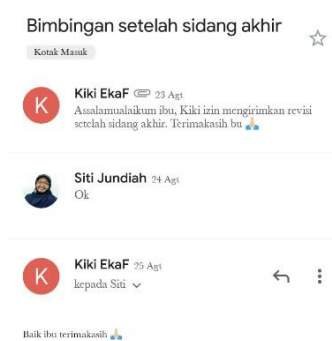 Bimbingan setelah sidang akhir
Kotak Masuk
K
Kiki EkaF 23 Agt
Assalamualaikum ibu, Kiki izin mengirimkan revisi
setelah sidang akhir. Terimakasih bu 🙏🏻
Siti Jundiah 24 Agt
Ok
K
Kiki EkaF 25 Agt
kepada Siti
Baik ibu terimakasih 🙏🏻